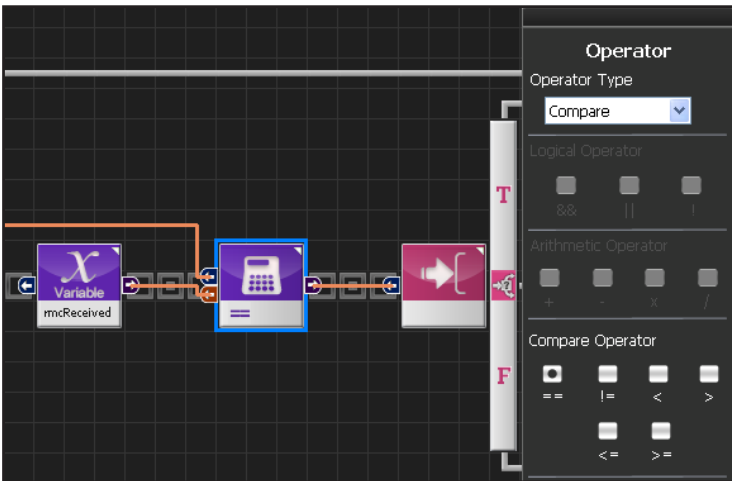 Operator
Operator Type
Compare
Logical Operator
&& || !
Arithmetic Operator
+ - x /
Compare Operator
== != < >
<= >=
T
F
X
Variable
rmcReceived
==
?